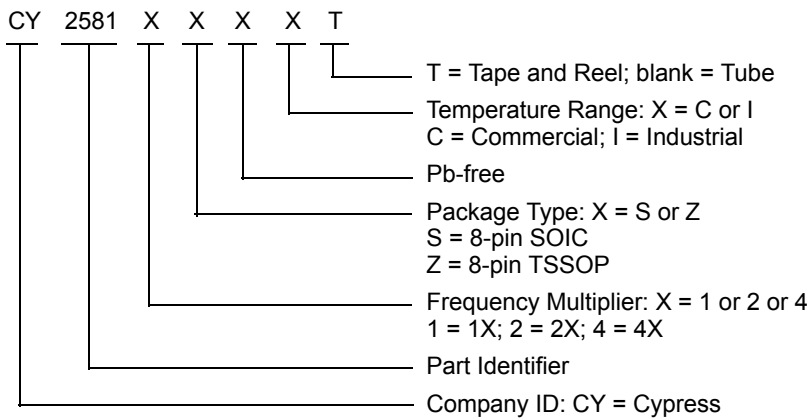 CY 2581 X X X X T
T = Tape and Reel; blank = Tube
Temperature Range: X = C or I
C = Commercial; I = Industrial
Pb-free
Package Type: X = S or Z
S = 8-pin SOIC
Z = 8-pin TSSOP
Frequency Multiplier: X = 1 or 2 or 4
1 = 1X; 2 = 2X; 4 = 4X
Part Identifier
Company ID: CY = Cypress